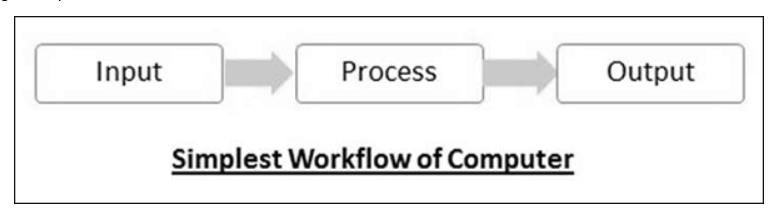 Input Process Output
Simplest Workflow of Computer